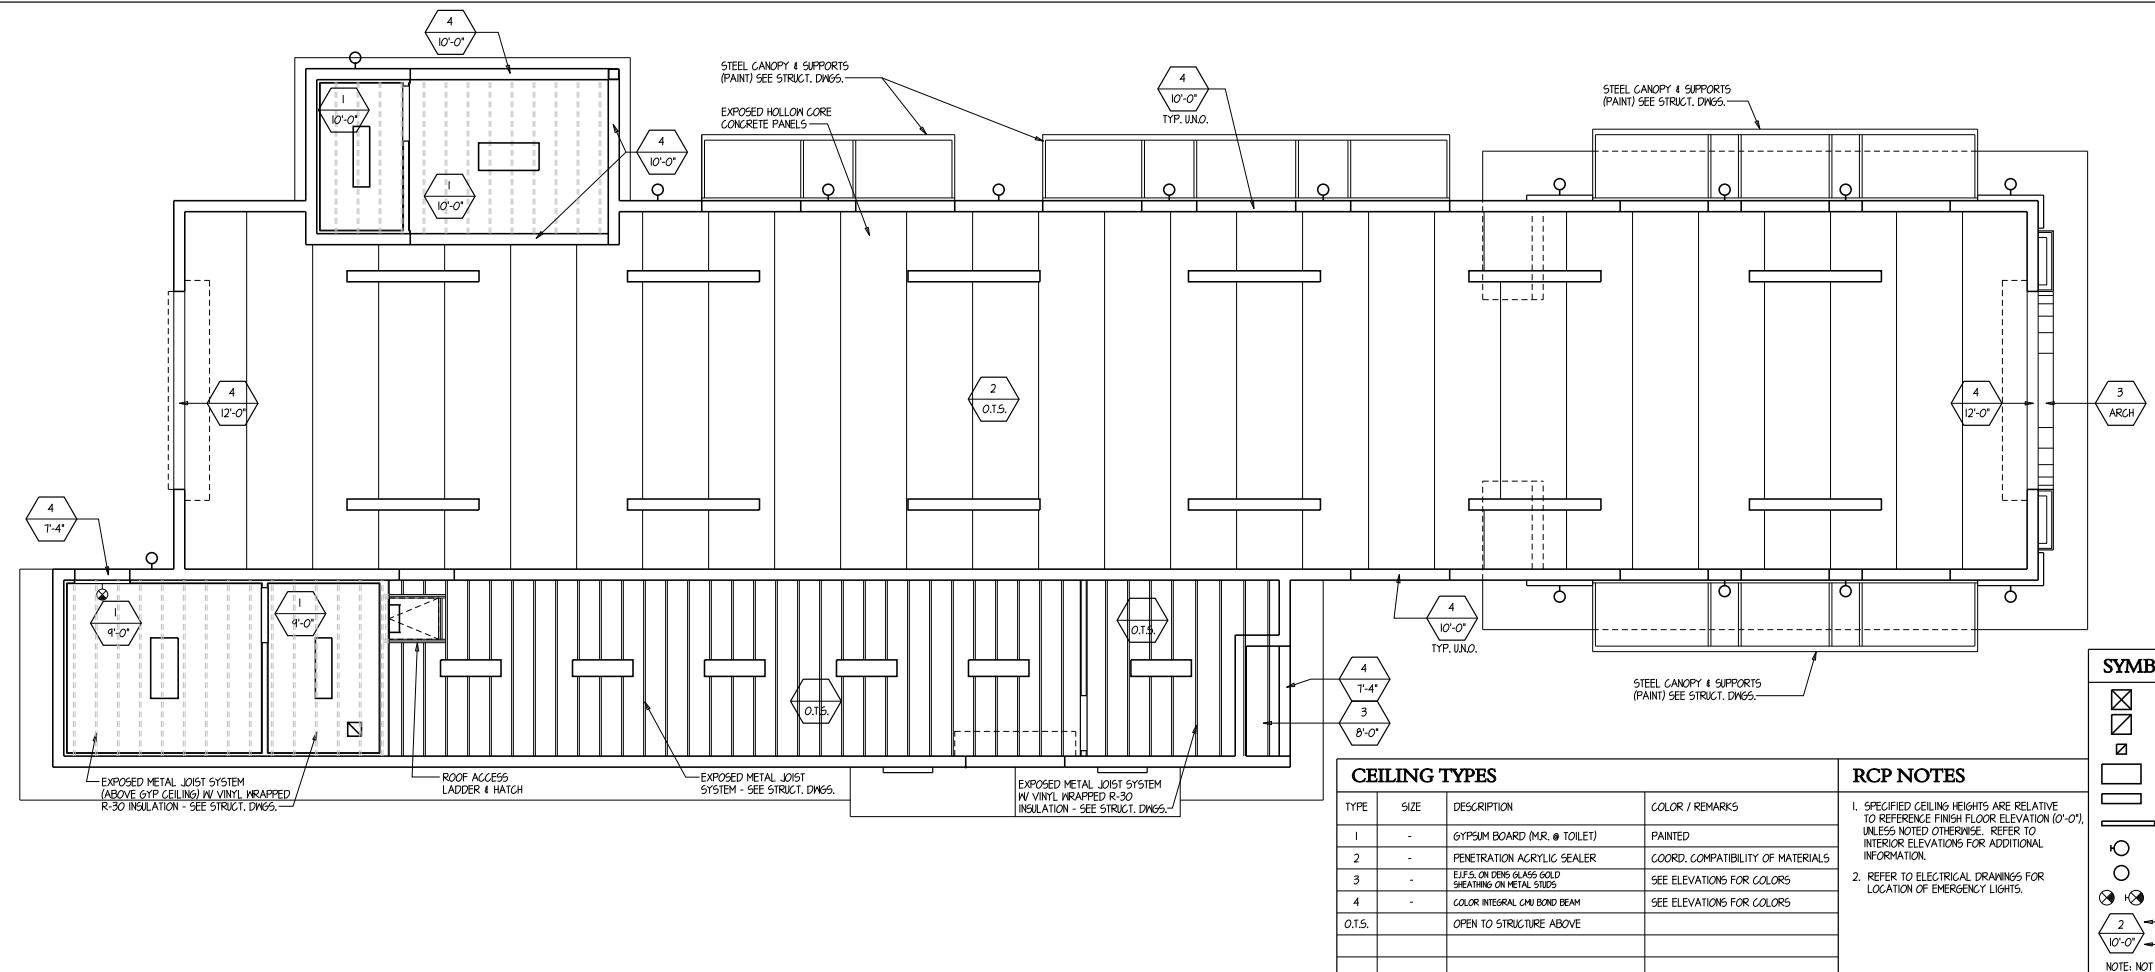 4
10'-0"
STEEL CANOPY & SUPPORTS
(PAINT) SEE STRUCT. DWGS.
EXPOSED HOLLOW CORE
CONCRETE PANELS
4
10'-0"
TYP. U.N.O.
STEEL CANOPY & SUPPORTS
(PAINT) SEE STRUCT. DWGS.
1
10'-0"
4
10'-0"
1
10'-0"
4
12'-0"
2
O.T.S.
4
12'-0"
3
ARCH
4
7'-4"
1
9'-0"
1
9'-0"
O.T.S.
O.T.S.
4
10'-0"
TYP. U.N.O.
4
7'-4"
3
8'-0"
STEEL CANOPY & SUPPORTS
(PAINT) SEE STRUCT. DWGS.
EXPOSED METAL JOIST SYSTEM
(ABOVE GYP CEILING) W/ VINYL WRAPPED
R-30 INSULATION - SEE STRUCT. DWGS.
ROOF ACCESS
LADDER & HATCH
EXPOSED METAL JOIST
SYSTEM - SEE STRUCT. DWGS.
EXPOSED METAL JOIST SYSTEM
W/ VINYL WRAPPED R-30
INSULATION - SEE STRUCT. DWGS.
CEILING TYPES
TYPE SIZE DESCRIPTION COLOR / REMARKS
1 - GYPSUM BOARD (M.R. @ TOILET) PAINTED
2 - PENETRATION ACRYLIC SEALER COORD. COMPATIBILITY OF MATERIALS
3 - E.I.F.S. ON DENS GLASS GOLD
SHEATHING ON METAL STUDS SEE ELEVATIONS FOR COLORS
4 - COLOR INTEGRAL CMU BOND BEAM SEE ELEVATIONS FOR COLORS
O.T.S. OPEN TO STRUCTURE ABOVE
RCP NOTES
1. SPECIFIED CEILING HEIGHTS ARE RELATIVE
TO REFERENCE FINISH FLOOR ELEVATION (0'-0"),
UNLESS NOTED OTHERWISE. REFER TO
INTERIOR ELEVATIONS FOR ADDITIONAL
INFORMATION.
2. REFER TO ELECTRICAL DRAWINGS FOR
LOCATION OF EMERGENCY LIGHTS.
SYMB
2
10'-0"
NOTE: NOT